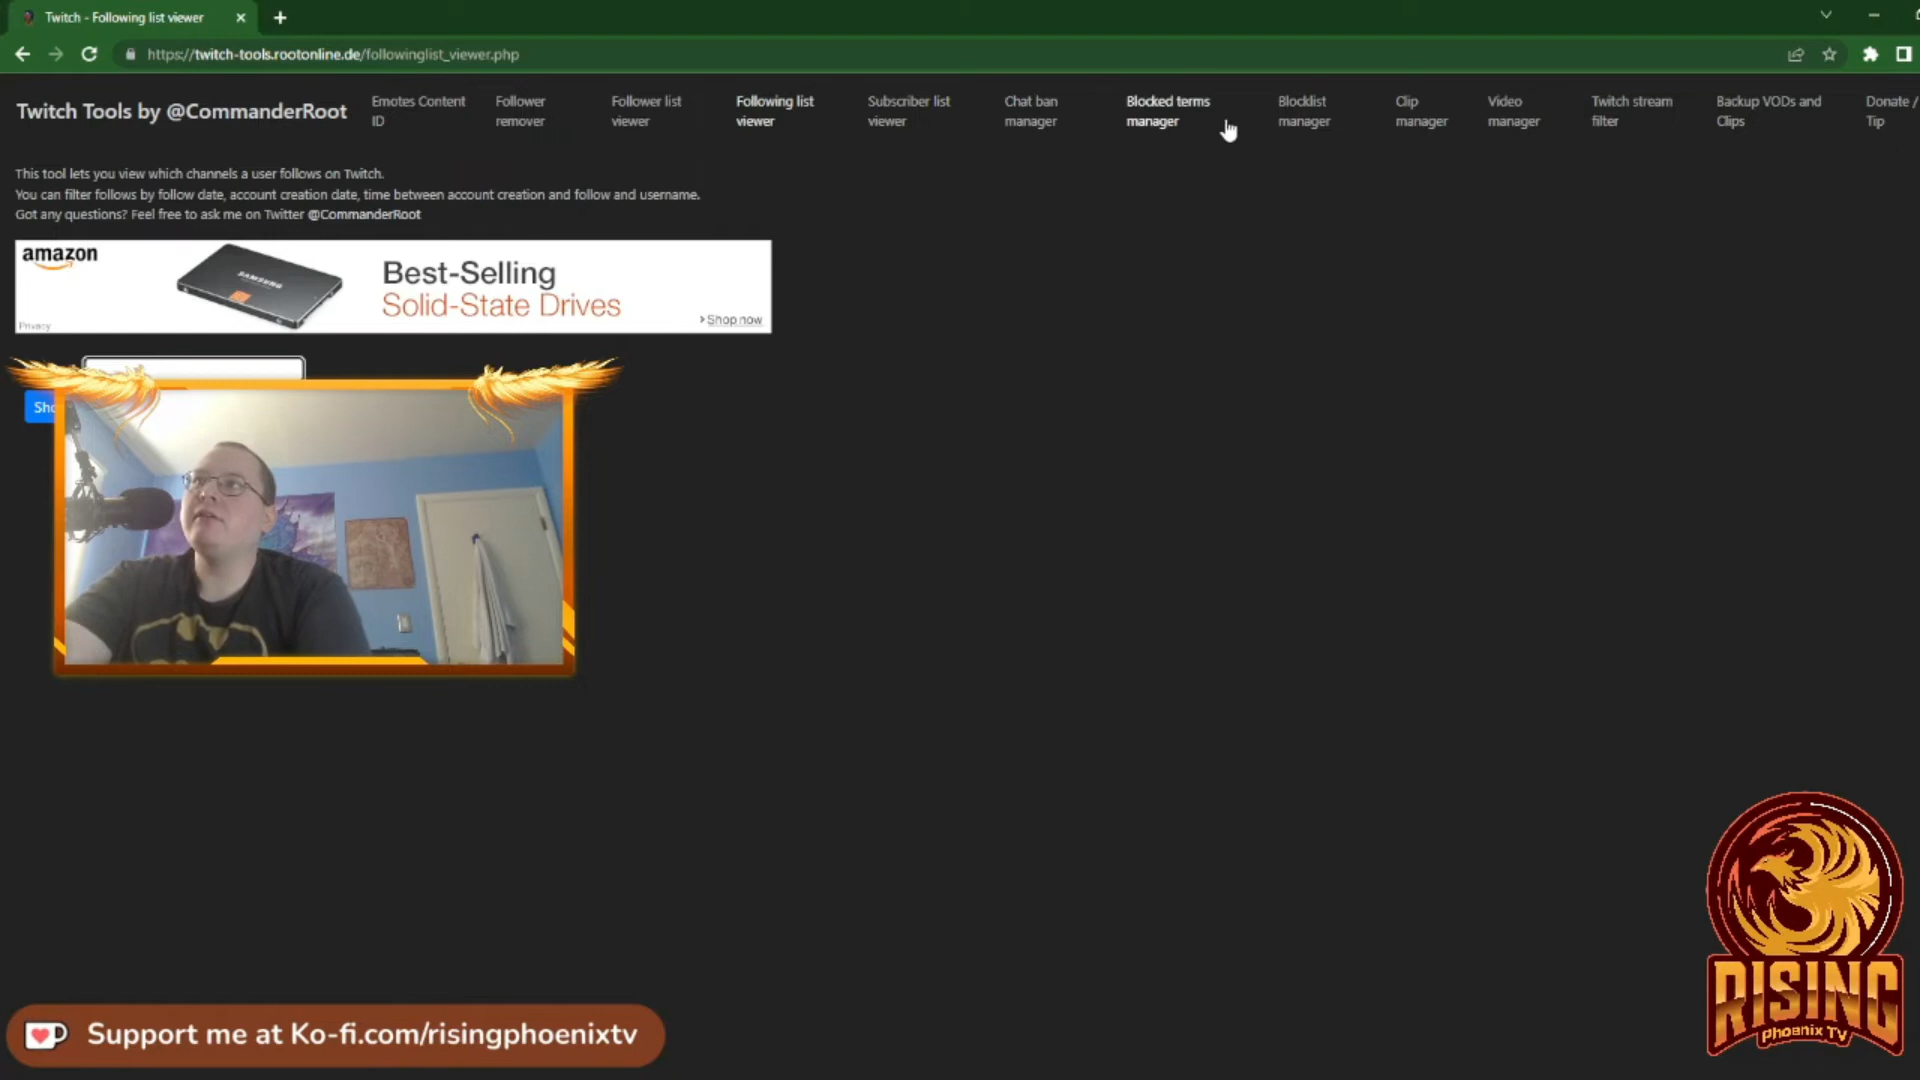 Twitch - Following list viewer
https://twitch-tools.rootonline.de/followinglist_viewer.php
Twitch Tools by @CommanderRoot
Emotes Content ID
Follower remover
Follower list viewer
Following list viewer
Subscriber list viewer
Chat ban manager
Blocked terms manager
Blocklist manager
Clip manager
Video manager
Twitch stream filter
Backup VODs and Clips
Donate / Tip
This tool lets you view which channels a user follows on Twitch.
You can filter follows by follow date, account creation date, time between account creation and follow and username.
Got any questions? Feel free to ask me on Twitter @CommanderRoot
amazon
SAMSUNG
Best-Selling
Solid-State Drives
Privacy
Shop now
Support me at Ko-fi.com/risingphoenixtv
RISING
phoenix TV